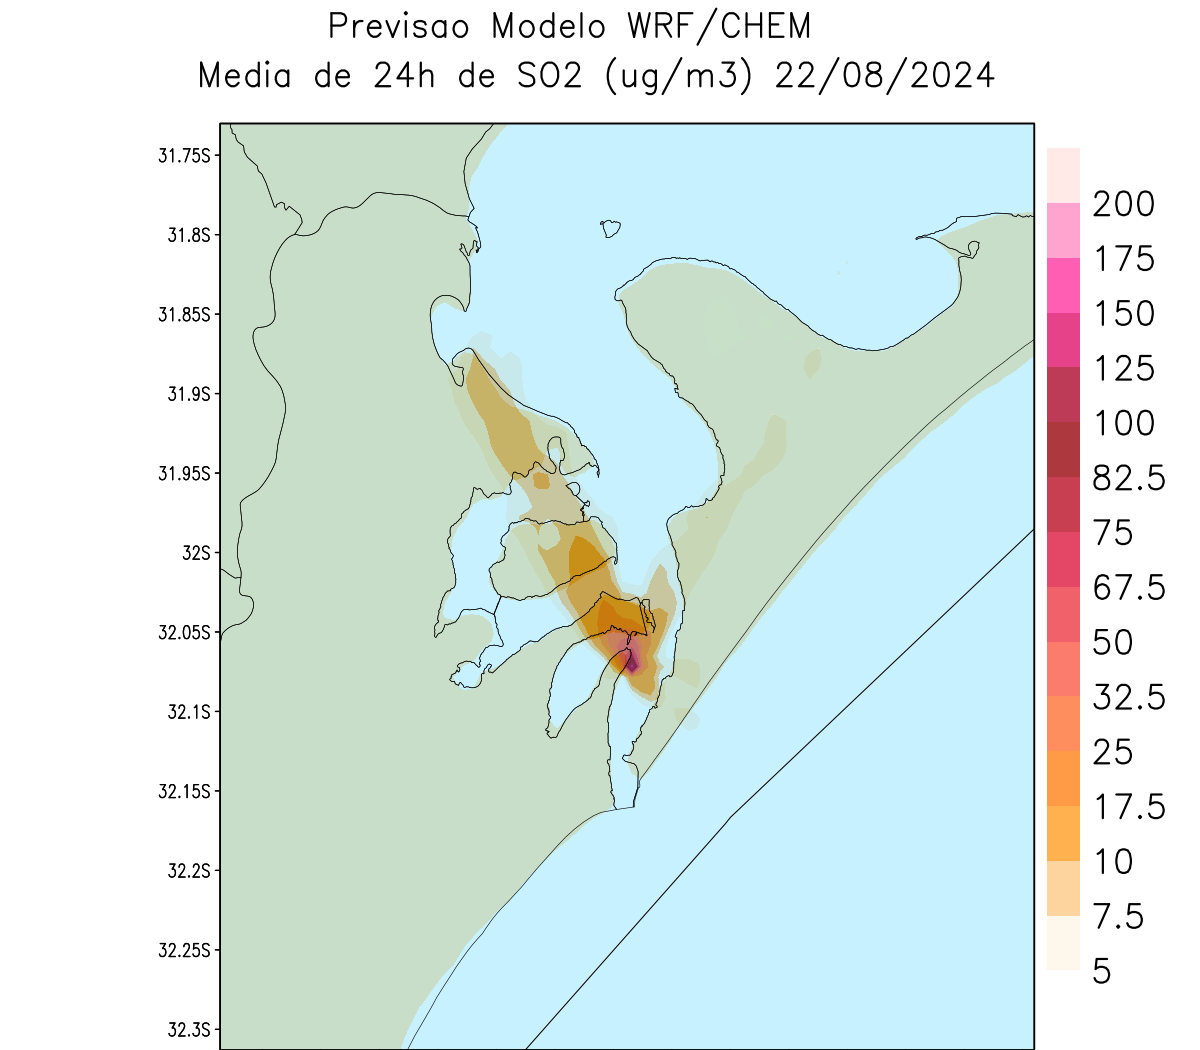 Previsao Modelo WRF/CHEM
Media de 24h de SO2 (ug/m3) 22/08/2024
31.75S
31.8S
31.85S
31.9S
31.95S
32S
32.05S
32.1S
32.15S
32.2S
32.25S
32.3S
200
175
150
125
100
82.5
75
67.5
50
32.5
25
17.5
10
7.5
5